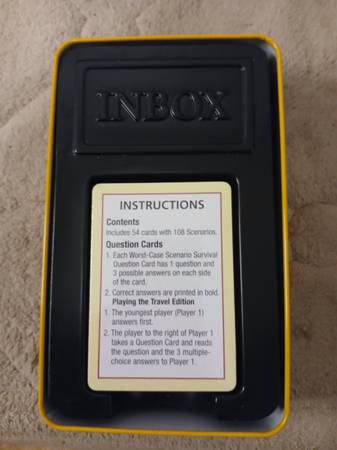 INBOX
INSTRUCTIONS
Contents
Includes 54 cards with 108 Scenarios.
Question Cards
1. Each Worst-Case Scenario Survival
Question Card has 1 question and
3 possible answers on each side
of the card.
2. Correct answers are printed in bold.
Playing the Travel Edition
1. The youngest player (Player 1)
answers first.
2. The player to the right of Player 1
takes a Question Card and reads
the question and the 3 multiple-
choice answers to Player 1.